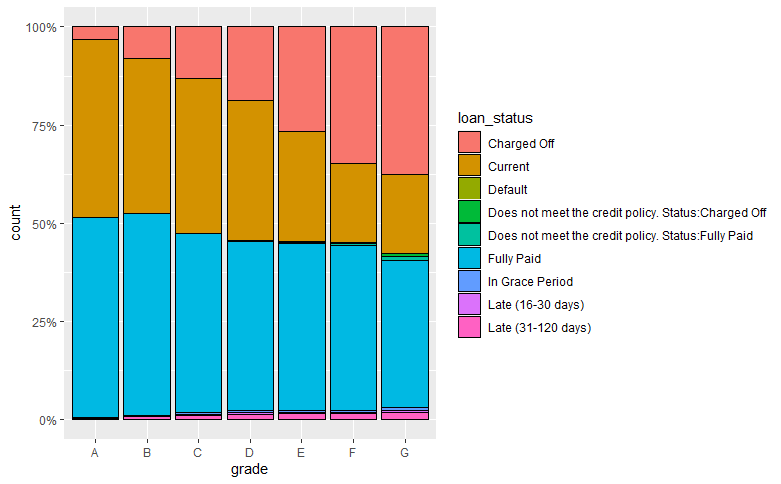 100%
75%
50%
25%
0%
count
A B C D E F G
grade
loan_status
Charged Off
Current
Default
Does not meet the credit policy. Status:Charged Off
Does not meet the credit policy. Status:Fully Paid
Fully Paid
In Grace Period
Late (16-30 days)
Late (31-120 days)